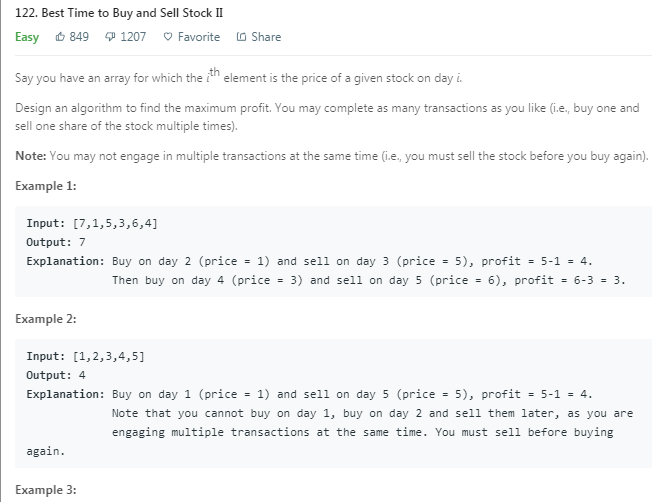 122. Best Time to Buy and Sell Stock II
Easy 849 1207 Favorite Share
Say you have an array for which the ith element is the price of a given stock on day i.
Design an algorithm to find the maximum profit. You may complete as many transactions as you like (i.e., buy one and
sell one share of the stock multiple times).
Note: You may not engage in multiple transactions at the same time (i.e., you must sell the stock before you buy again).
Example 1:
Input: [7,1,5,3,6,4]
Output: 7
Explanation: Buy on day 2 (price = 1) and sell on day 3 (price = 5), profit = 5-1 = 4.
Then buy on day 4 (price = 3) and sell on day 5 (price = 6), profit = 6-3 = 3.
Example 2:
Input: [1,2,3,4,5]
Output: 4
Explanation: Buy on day 1 (price = 1) and sell on day 5 (price = 5), profit = 5-1 = 4.
Note that you cannot buy on day 1, buy on day 2 and sell them later, as you are
engaging multiple transactions at the same time. You must sell before buying
again.
Example 3: